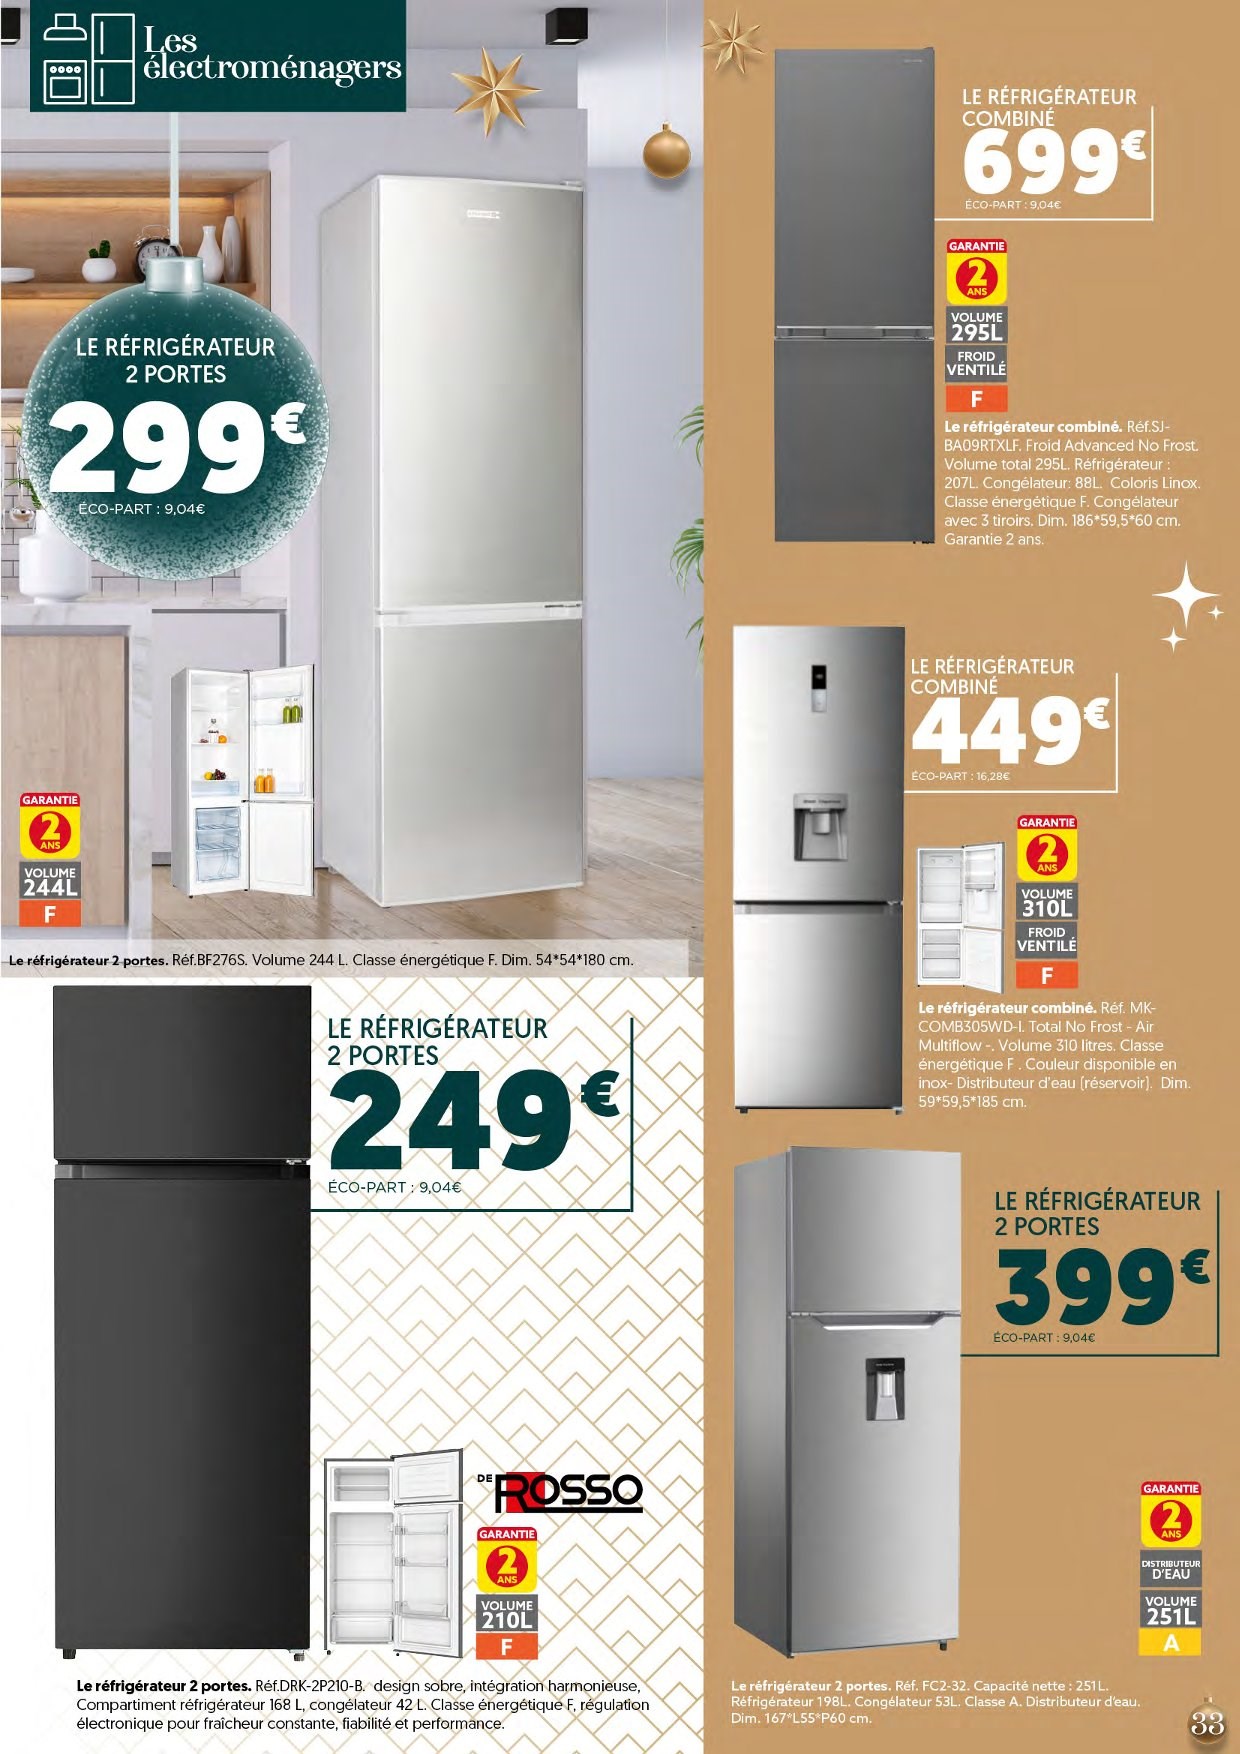 Les
électroménagers
LE RÉFRIGÉRATEUR
2 PORTES
299€
ÉCO-PART : 9,04€
GARANTIE
2
ANS
VOLUME
244L
F
Le réfrigérateur 2 portes. Réf.BF276S. Volume 244 L. Classe énergétique F. Dim. 54*54*180 cm.
LE RÉFRIGÉRATEUR
2 PORTES
249€
ÉCO-PART : 9,04€
DE ROSSO
GARANTIE
2
ANS
VOLUME
210L
F
Le réfrigérateur 2 portes. Réf.DRK-2P210-B. design sobre, intégration harmonieuse,
Compartiment réfrigérateur 168 L, congélateur 42 L. Classe énergétique F, régulation
électronique pour fraîcheur constante, fiabilité et performance.
LE RÉFRIGÉRATEUR
COMBINÉ
699€
ÉCO-PART : 9,04€
GARANTIE
2
ANS
VOLUME
295L
FROID
VENTILÉ
F
Le réfrigérateur combiné. Réf.SJ-
BA09RTXLF. Froid Advanced No Frost.
Volume total 295L. Réfrigérateur :
207L. Congélateur: 88L. Coloris Linox.
Classe énergétique F. Congélateur
avec 3 tiroirs. Dim. 186*59,5*60 cm.
Garantie 2 ans.
LE RÉFRIGÉRATEUR
COMBINÉ
449€
ÉCO-PART : 16,28€
GARANTIE
2
ANS
VOLUME
310L
FROID
VENTILÉ
F
Le réfrigérateur combiné. Réf. MK-
COMB305WD-I. Total No Frost - Air
Multiflow -. Volume 310 litres. Classe
énergétique F . Couleur disponible en
inox- Distributeur d'eau (réservoir). Dim.
59*59,5*185 cm.
LE RÉFRIGÉRATEUR
2 PORTES
399€
ÉCO-PART : 9,04€
GARANTIE
2
ANS
DISTRIBUTEUR
D'EAU
VOLUME
251L
A
Le réfrigérateur 2 portes. Réf. FC2-32. Capacité nette : 251 L.
Réfrigérateur 198L. Congélateur 53L. Classe A. Distributeur d'eau.
Dim. 167*L55*P60 cm.
33